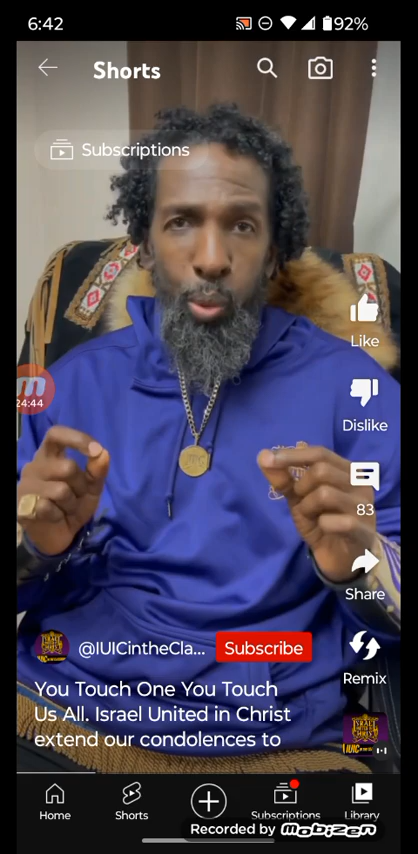 6:42
92%
Shorts
Subscriptions
Like
24:44
Dislike
83
Share
@IUICintheCla...
Subscribe
Remix
You Touch One You Touch
Us All. Israel United in Christ
extend our condolences to
Home
Shorts
Subscriptions
Library
Recorded by Mobizen